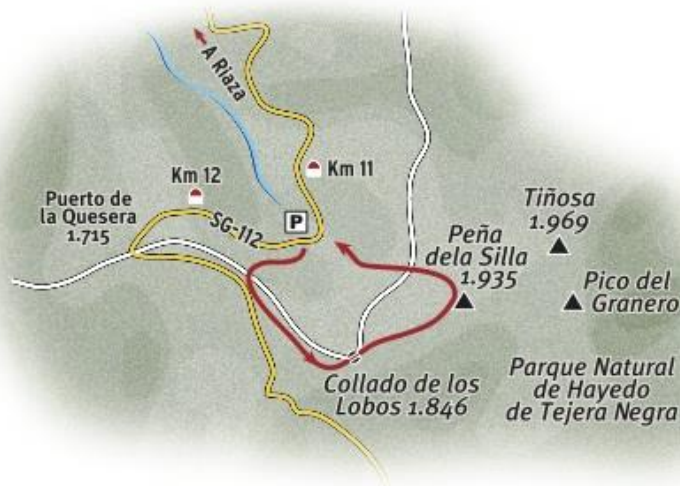 A Riaza
Km 11
Km 12
Puerto de
la Quesera
1.715
SG-112
P
Tiñosa
1.969
Peña
dela Silla
1.935
Pico del
Granero
Collado de los
Lobos 1.846
Parque Natural
de Hayedo
de Tejera Negra